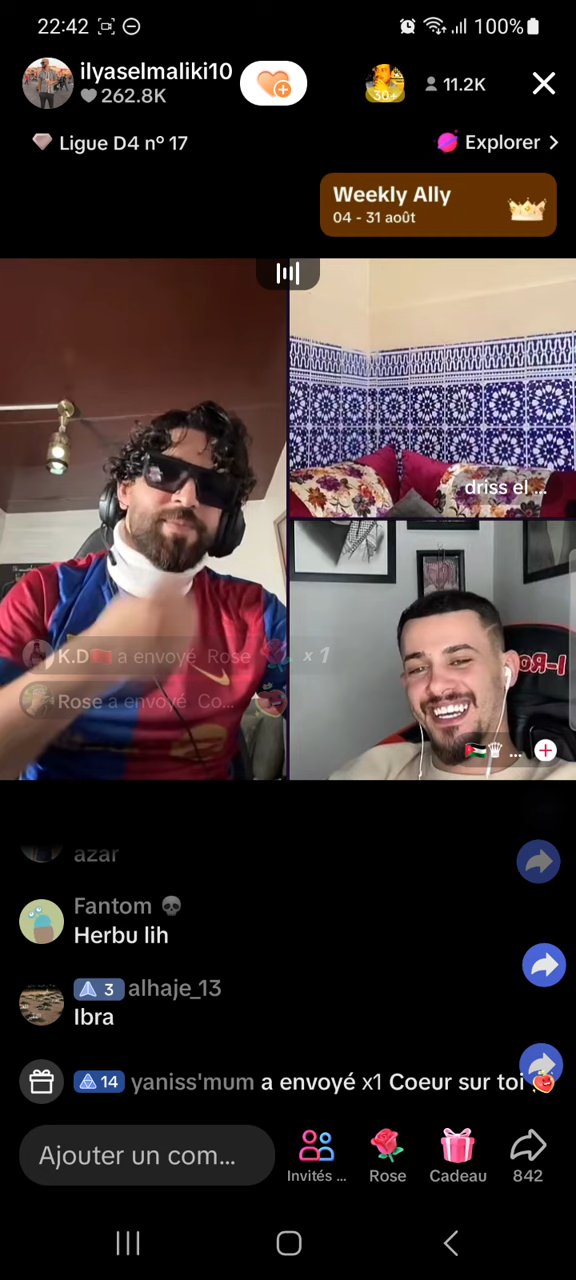 22:42
100%
ilyaselmaliki10
262.8K
30+
11.2K
Ligue D4 nº 17
Explorer
Weekly Ally
04 - 31 août
driss el ...
K.D a envoyé Rose x 1
Rose a envoyé Co...
...
azar
Fantom
Herbu lih
3 alhaje_13
Ibra
14 yaniss'mum a envoyé x1 Coeur sur toi
Ajouter un com...
Invités ...
Rose
Cadeau
842